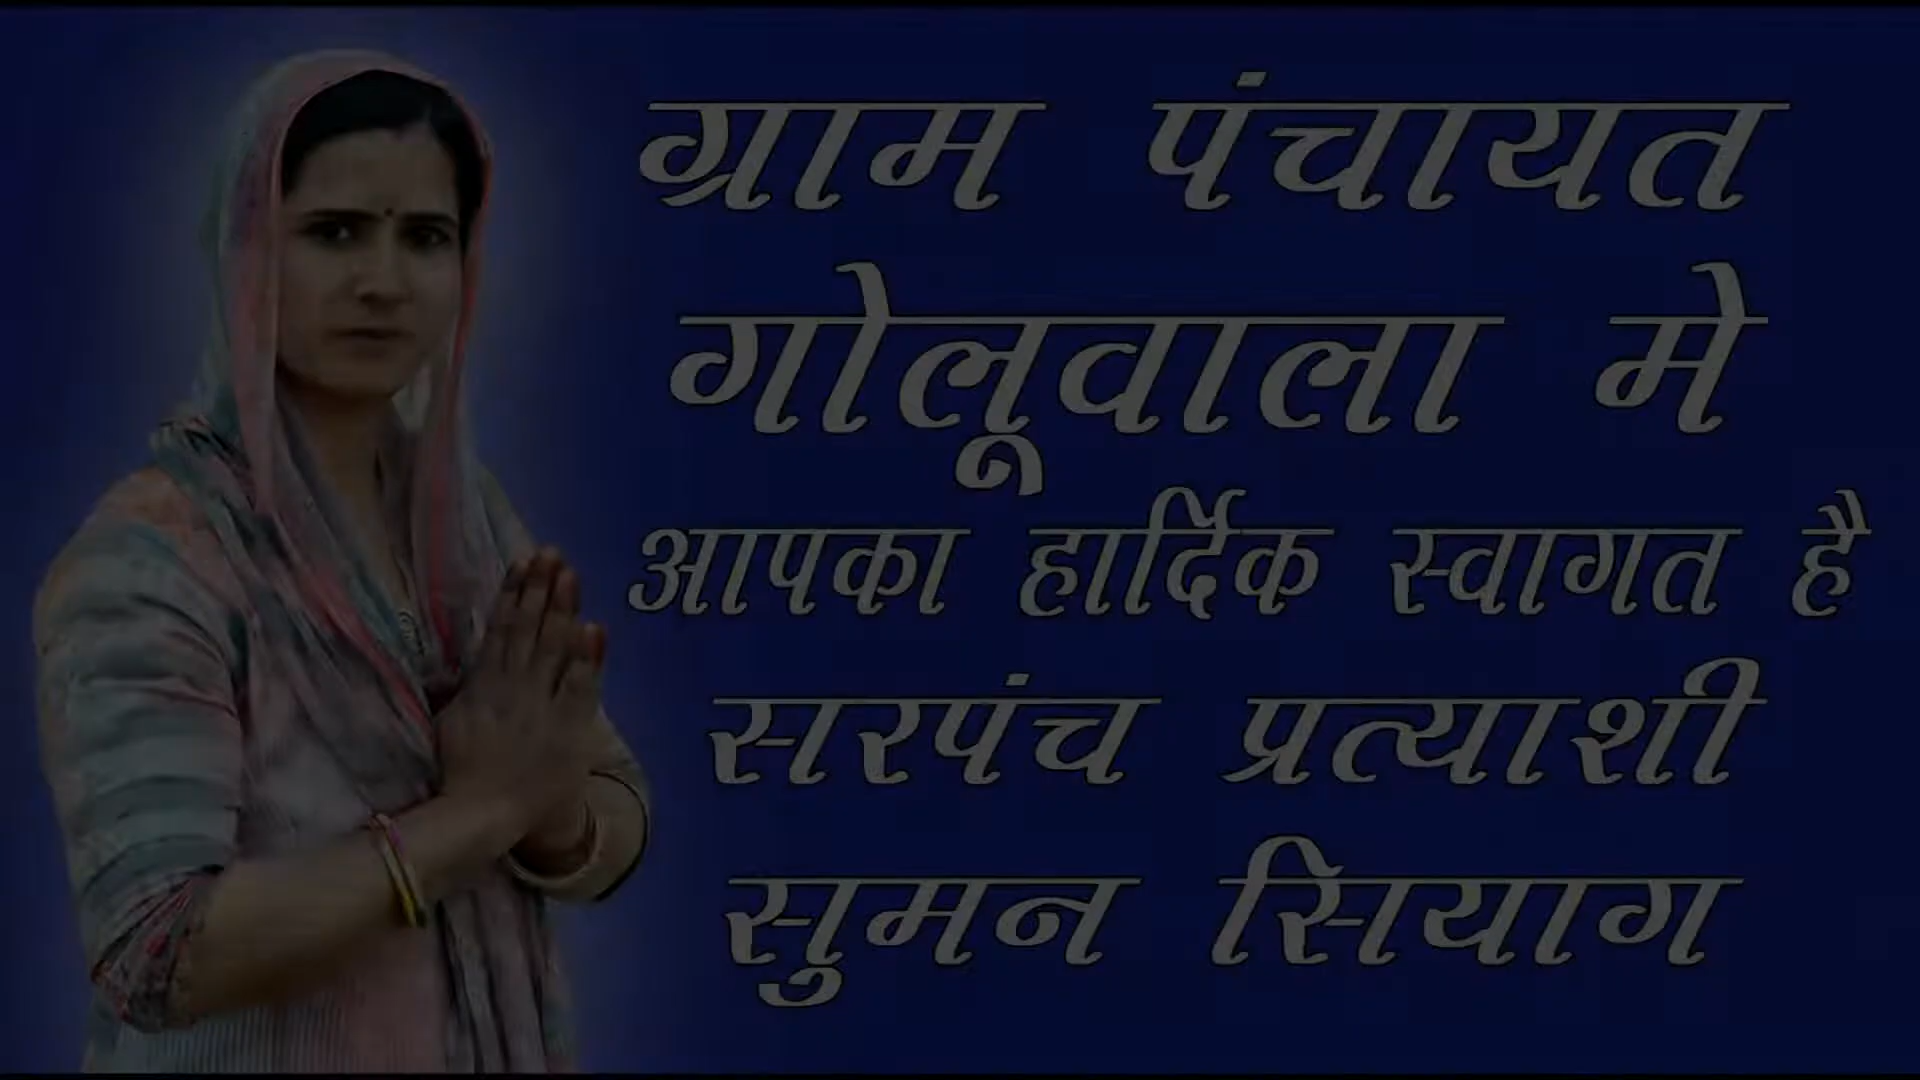 ग्राम पंचायत
गोलूवाला मे
आपका हार्दिक स्वागत है
सरपंच प्रत्याशी
सुमन सियाग